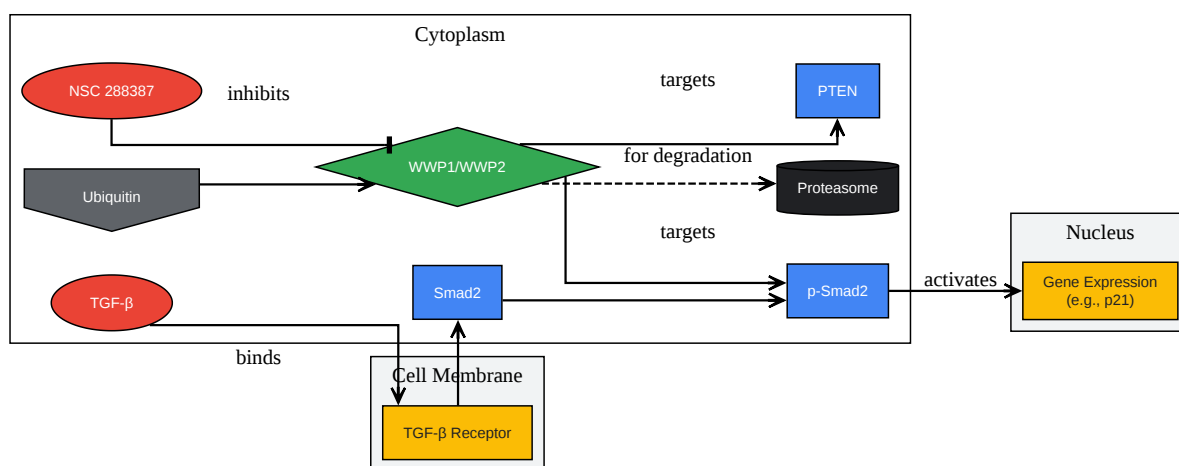 Cytoplasm
NSC 288387
inhibits
targets
PTEN
WWP1/WWP2
for degradation
Ubiquitin
Proteasome
targets
Nucleus
TGF-β
Smad2
p-Smad2
activates
Gene Expression
(e.g., p21)
binds
Cell Membrane
TGF-β Receptor